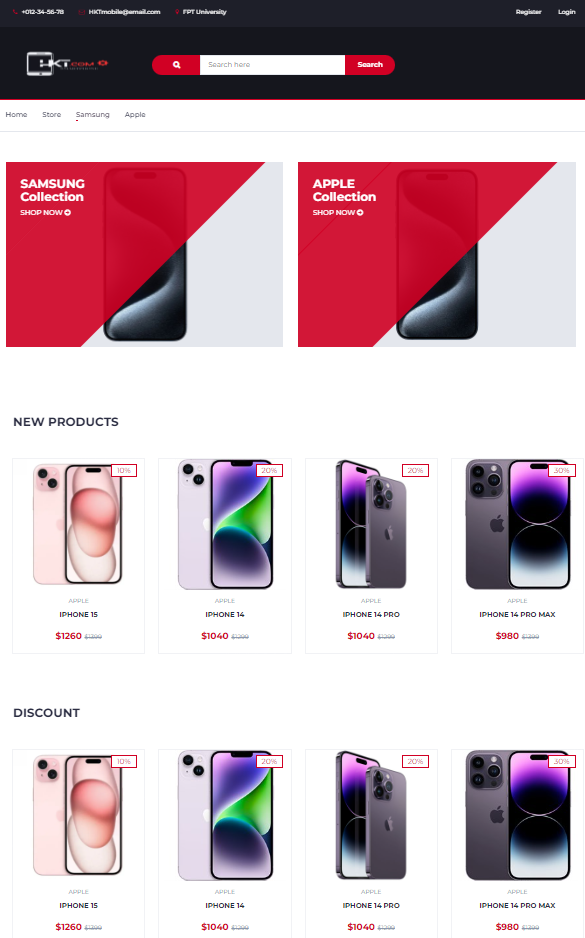 +012-34-56-78 HKTmobile@email.com FPT University Register Login
HKT COM
Search here Search
Home Store Samsung Apple
SAMSUNG
Collection
SHOP NOW
APPLE
Collection
SHOP NOW
NEW PRODUCTS
10% 20% 20% 30%
APPLE APPLE APPLE APPLE
IPHONE 15 IPHONE 14 IPHONE 14 PRO IPHONE 14 PRO MAX
$1260 $1399 $1040 $1299 $1040 $1299 $980 $1399
DISCOUNT
10% 20% 20% 30%
APPLE APPLE APPLE APPLE
IPHONE 15 IPHONE 14 IPHONE 14 PRO IPHONE 14 PRO MAX
$1260 $1399 $1040 $1299 $1040 $1299 $980 $1399